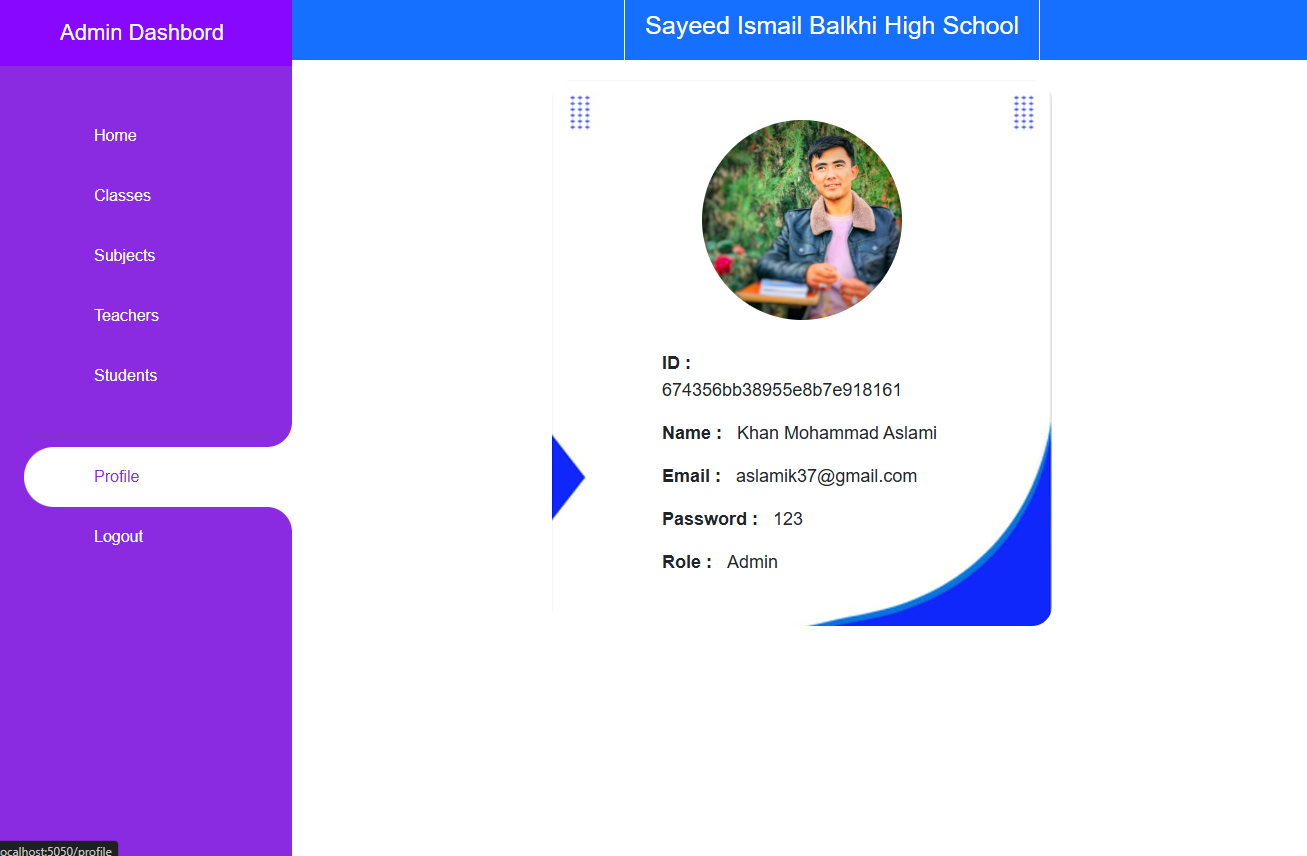 Admin Dashbord
Sayeed Ismail Balkhi High School
Home
Classes
Subjects
Teachers
Students
Profile
Logout
ID :
674356bb38955e8b7e918161
Name : Khan Mohammad Aslami
Email : aslamik37@gmail.com
Password : 123
Role : Admin
ocalhost:5050/profile